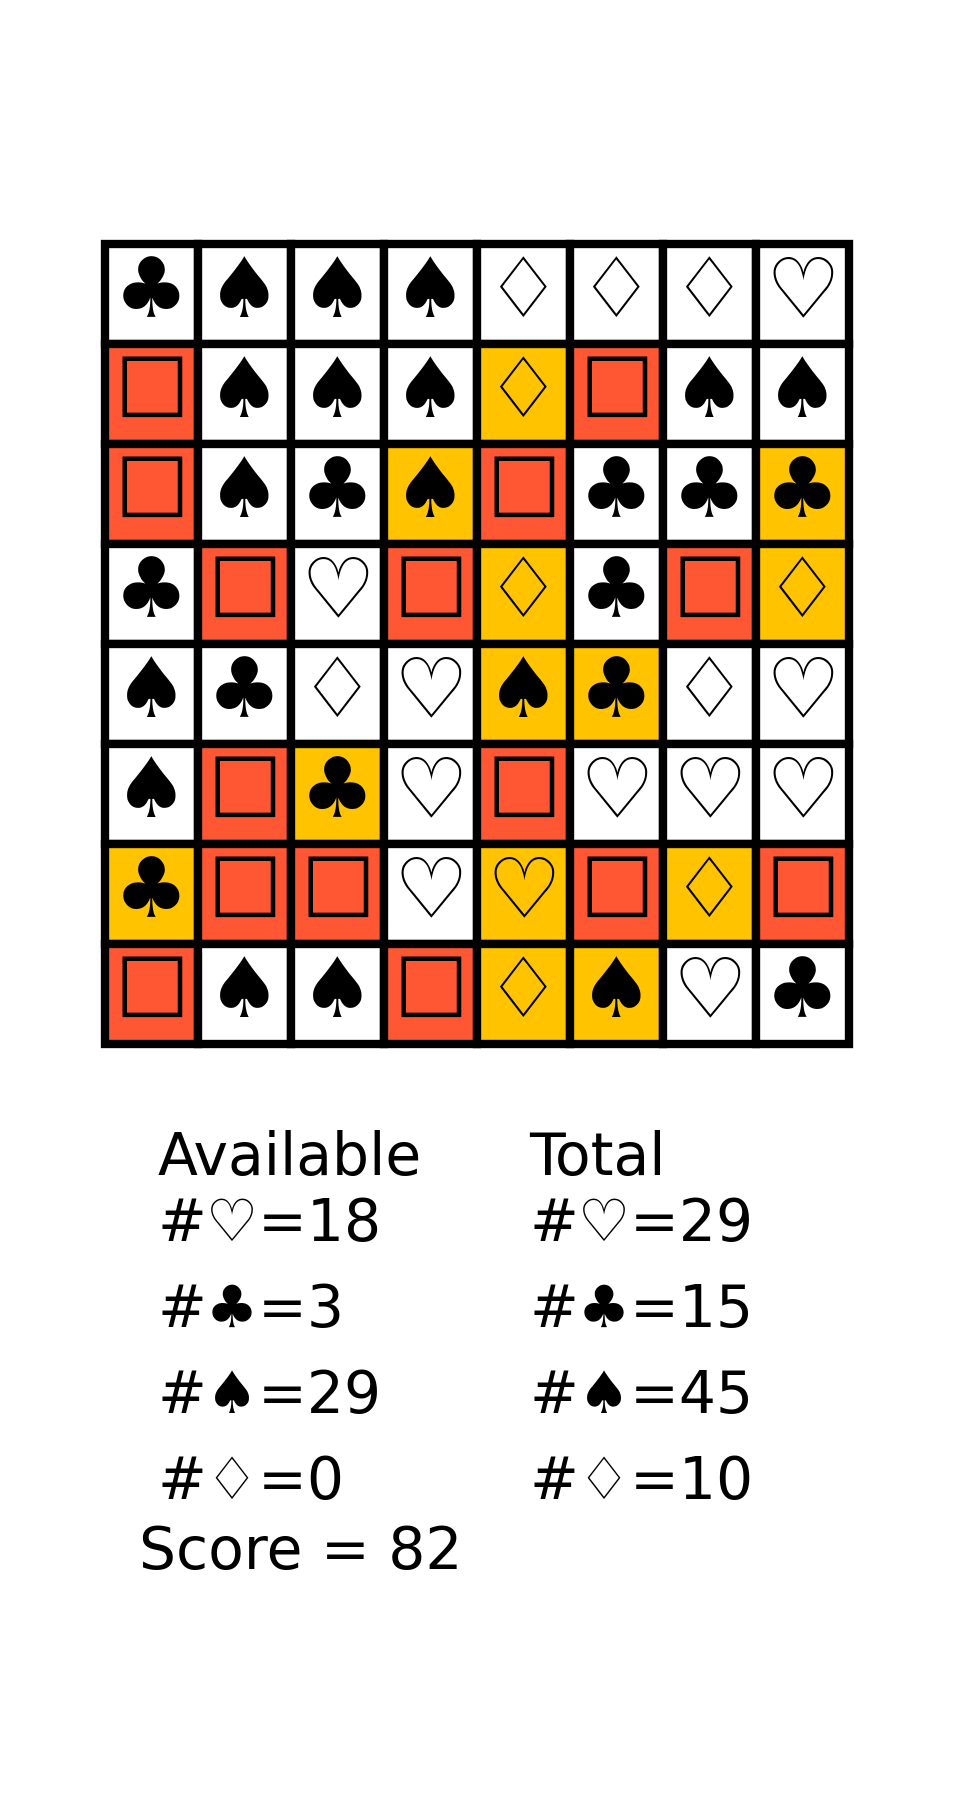 ♣ ♠ ♠ ♠ ♢ ♢ ♢ ♡
□ ♠ ♠ ♠ ♢ □ ♠ ♠
□ ♠ ♣ ♠ □ ♣ ♣ ♣
♣ □ ♡ □ ♢ ♣ □ ♢
♠ ♣ ♢ ♡ ♠ ♣ ♢ ♡
♠ □ ♣ ♡ □ ♡ ♡ ♡
♣ □ □ ♡ ♡ □ ♢ □
□ ♠ ♠ □ ♢ ♠ ♡ ♣
Available Total
#♡=18 #♡=29
#♣=3 #♣=15
#♠=29 #♠=45
#♢=0 #♢=10
Score = 82